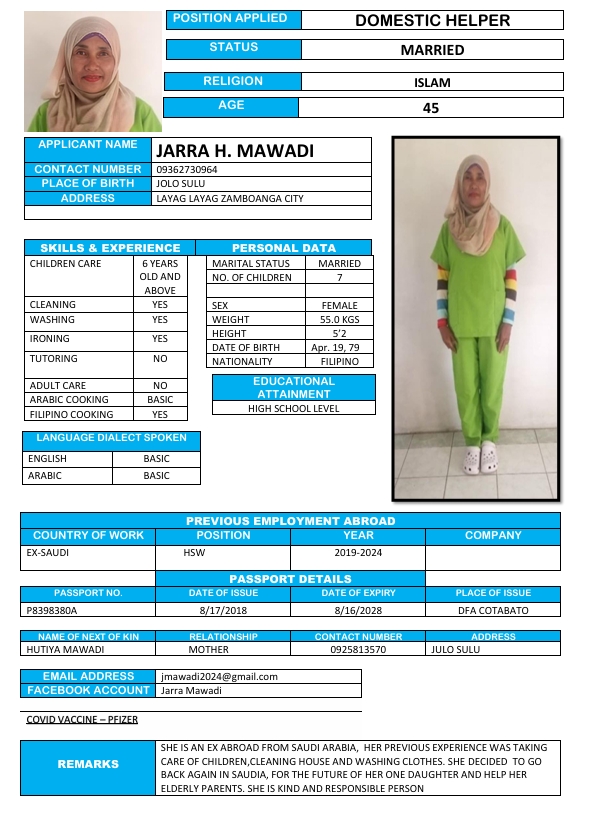 POSITION APPLIED DOMESTIC HELPER
STATUS MARRIED
RELIGION ISLAM
AGE 45
APPLICANT NAME JARRA H. MAWADI
CONTACT NUMBER 09362730964
PLACE OF BIRTH JOLO SULU
ADDRESS LAYAG LAYAG ZAMBOANGA CITY
SKILLS & EXPERIENCE
CHILDREN CARE 6 YEARS
OLD AND
ABOVE
CLEANING YES
WASHING YES
IRONING YES
TUTORING NO
ADULT CARE NO
ARABIC COOKING BASIC
FILIPINO COOKING YES
PERSONAL DATA
MARITAL STATUS MARRIED
NO. OF CHILDREN 7
SEX FEMALE
WEIGHT 55.0 KGS
HEIGHT 5’2
DATE OF BIRTH Apr. 19, 79
NATIONALITY FILIPINO
EDUCATIONAL
ATTAINMENT
HIGH SCHOOL LEVEL
LANGUAGE DIALECT SPOKEN
ENGLISH BASIC
ARABIC BASIC
PREVIOUS EMPLOYMENT ABROAD
COUNTRY OF WORK POSITION YEAR COMPANY
EX-SAUDI HSW 2019-2024
PASSPORT DETAILS
PASSPORT NO. DATE OF ISSUE DATE OF EXPIRY PLACE OF ISSUE
P8398380A 8/17/2018 8/16/2028 DFA COTABATO
NAME OF NEXT OF KIN RELATIONSHIP CONTACT NUMBER ADDRESS
HUTIYA MAWADI MOTHER 0925813570 JULO SULU
EMAIL ADDRESS jmawadi2024@gmail.com
FACEBOOK ACCOUNT Jarra Mawadi
COVID VACCINE – PFIZER
REMARKS
SHE IS AN EX ABROAD FROM SAUDI ARABIA, HER PREVIOUS EXPERIENCE WAS TAKING
CARE OF CHILDREN,CLEANING HOUSE AND WASHING CLOTHES. SHE DECIDED TO GO
BACK AGAIN IN SAUDIA, FOR THE FUTURE OF HER ONE DAUGHTER AND HELP HER
ELDERLY PARENTS. SHE IS KIND AND RESPONSIBLE PERSON